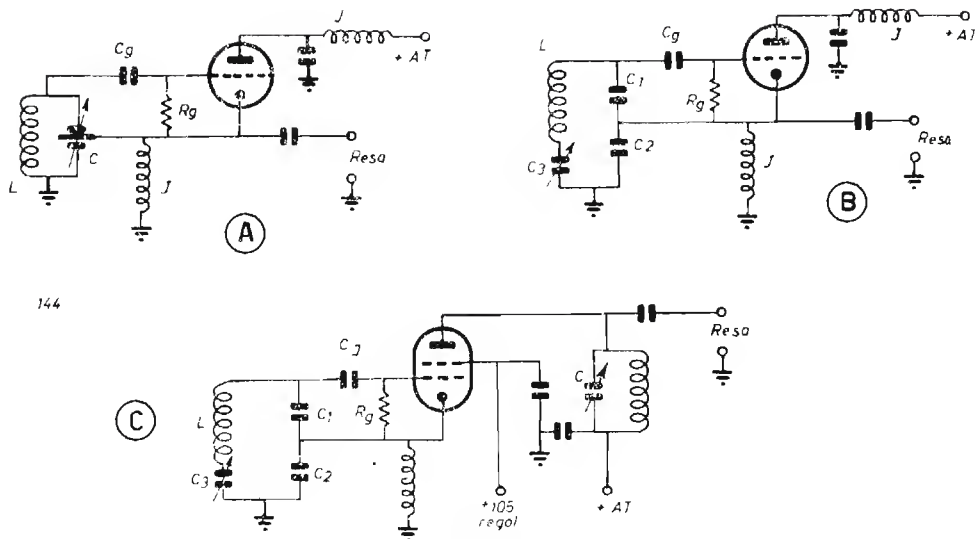 J
+ AT
Cg
Rg
L
C
J
Resa
A
J
+ AT
L
Cg
C1
Rg
C2
C3
J
Resa
B
144
C
L
CJ
C1
Rg
C2
C3
+105
regol
C
Resa
+ AT